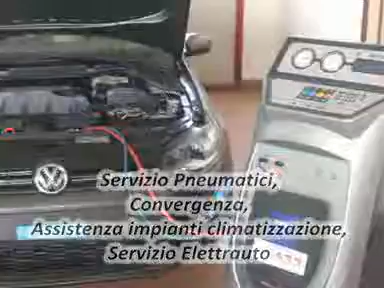 Servizio Pneumatici,
Convergenza,
Assistenza impianti climatizzazione,
Servizio Elettrauto